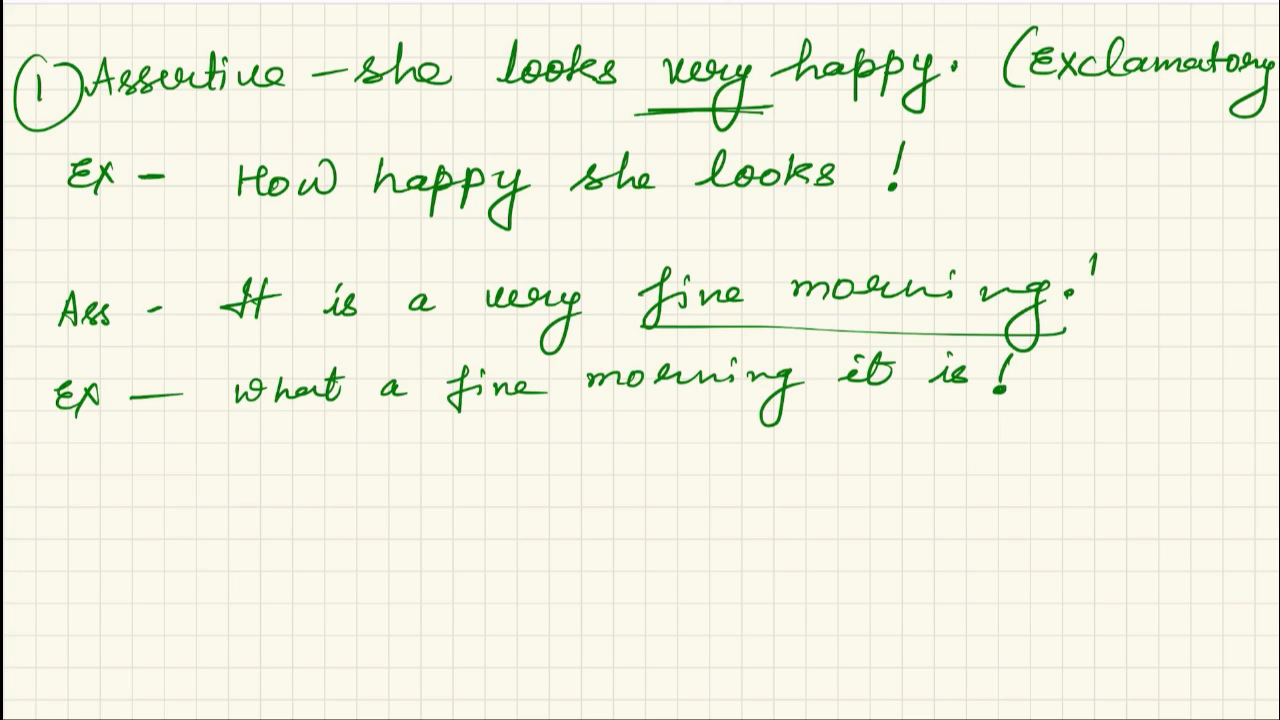 ① Assertive - she looks very happy. (Exclamatory
Ex - How happy she looks !
Ass - It is a very fine morning.'
Ex - what a fine morning it is !